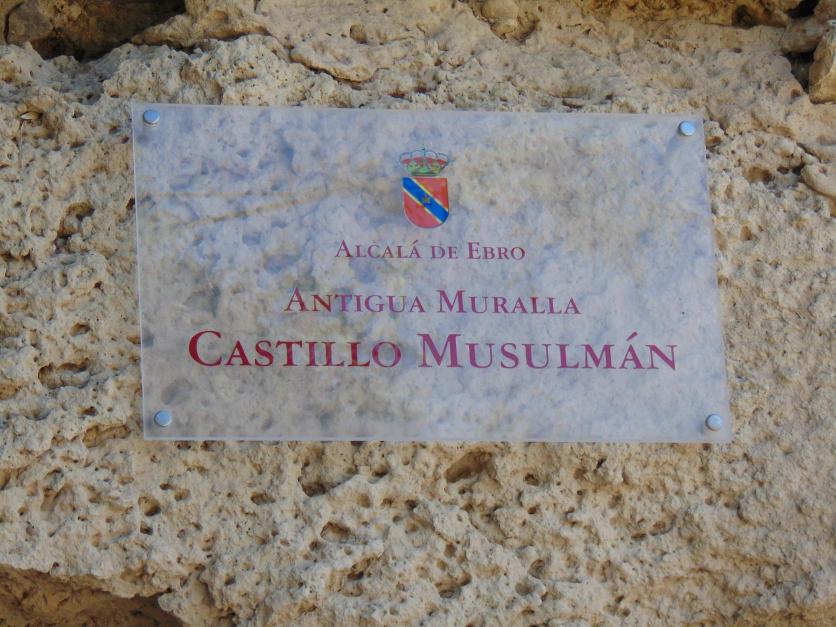 Alcalá de Ebro
Antigua Muralla
Castillo Musulmán